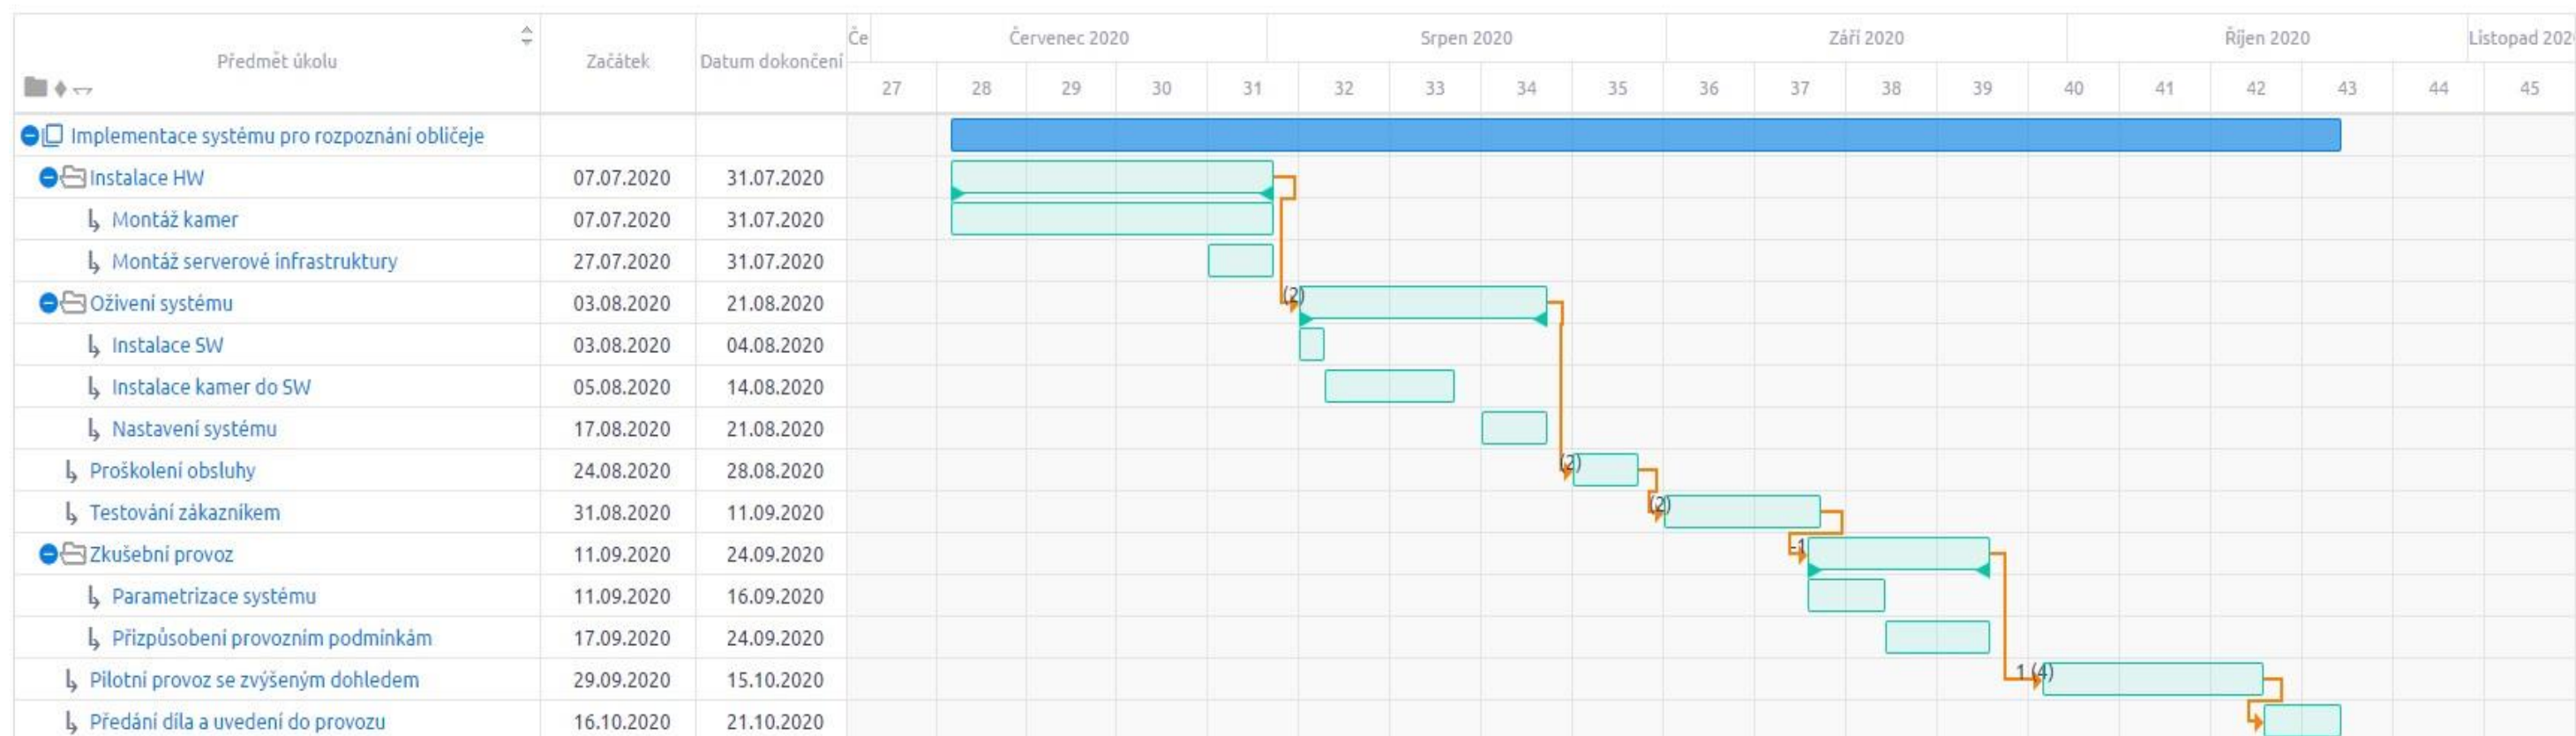 Če Červenec 2020 Srpen 2020 Září 2020 Říjen 2020 Listopad 202
Předmět úkolu Začátek Datum dokončení
27 28 29 30 31 32 33 34 35 36 37 38 39 40 41 42 43 44 45
Implementace systému pro rozpoznání obličeje
Instalace HW 07.07.2020 31.07.2020
Montáž kamer 07.07.2020 31.07.2020
Montáž serverové infrastruktury 27.07.2020 31.07.2020
Oživení systému 03.08.2020 21.08.2020 (2)
Instalace SW 03.08.2020 04.08.2020
Instalace kamer do SW 05.08.2020 14.08.2020
Nastavení systému 17.08.2020 21.08.2020
Proškolení obsluhy 24.08.2020 28.08.2020 (2)
Testování zákazníkem 31.08.2020 11.09.2020 (2)
Zkušební provoz 11.09.2020 24.09.2020 -1
Parametrizace systému 11.09.2020 16.09.2020
Přizpůsobení provozním podmínkám 17.09.2020 24.09.2020
Pilotní provoz se zvýšeným dohledem 29.09.2020 15.10.2020 1 (4)
Předání díla a uvedení do provozu 16.10.2020 21.10.2020